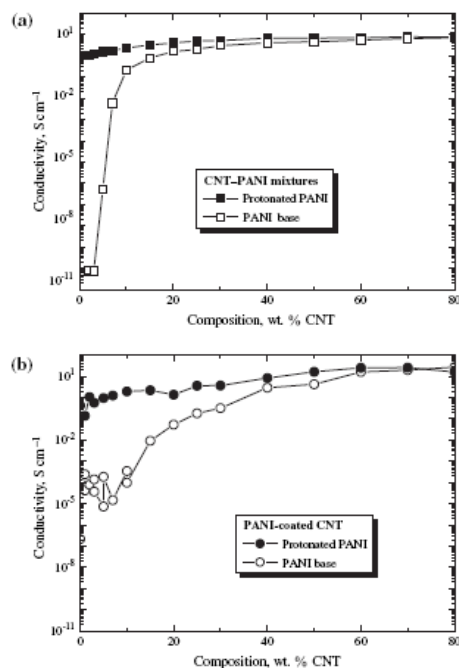 (a)
10¹
10⁻²
10⁻⁵
10⁻⁸
10⁻¹¹
Conductivity, S cm⁻¹
CNT–PANI mixtures
Protonated PANI
PANI base
0 20 40 60 80
Composition, wt. % CNT
(b)
10¹
10⁻²
10⁻⁵
10⁻⁸
10⁻¹¹
Conductivity, S cm⁻¹
PANI-coated CNT
Protonated PANI
PANI base
0 20 40 60 80
Composition, wt. % CNT